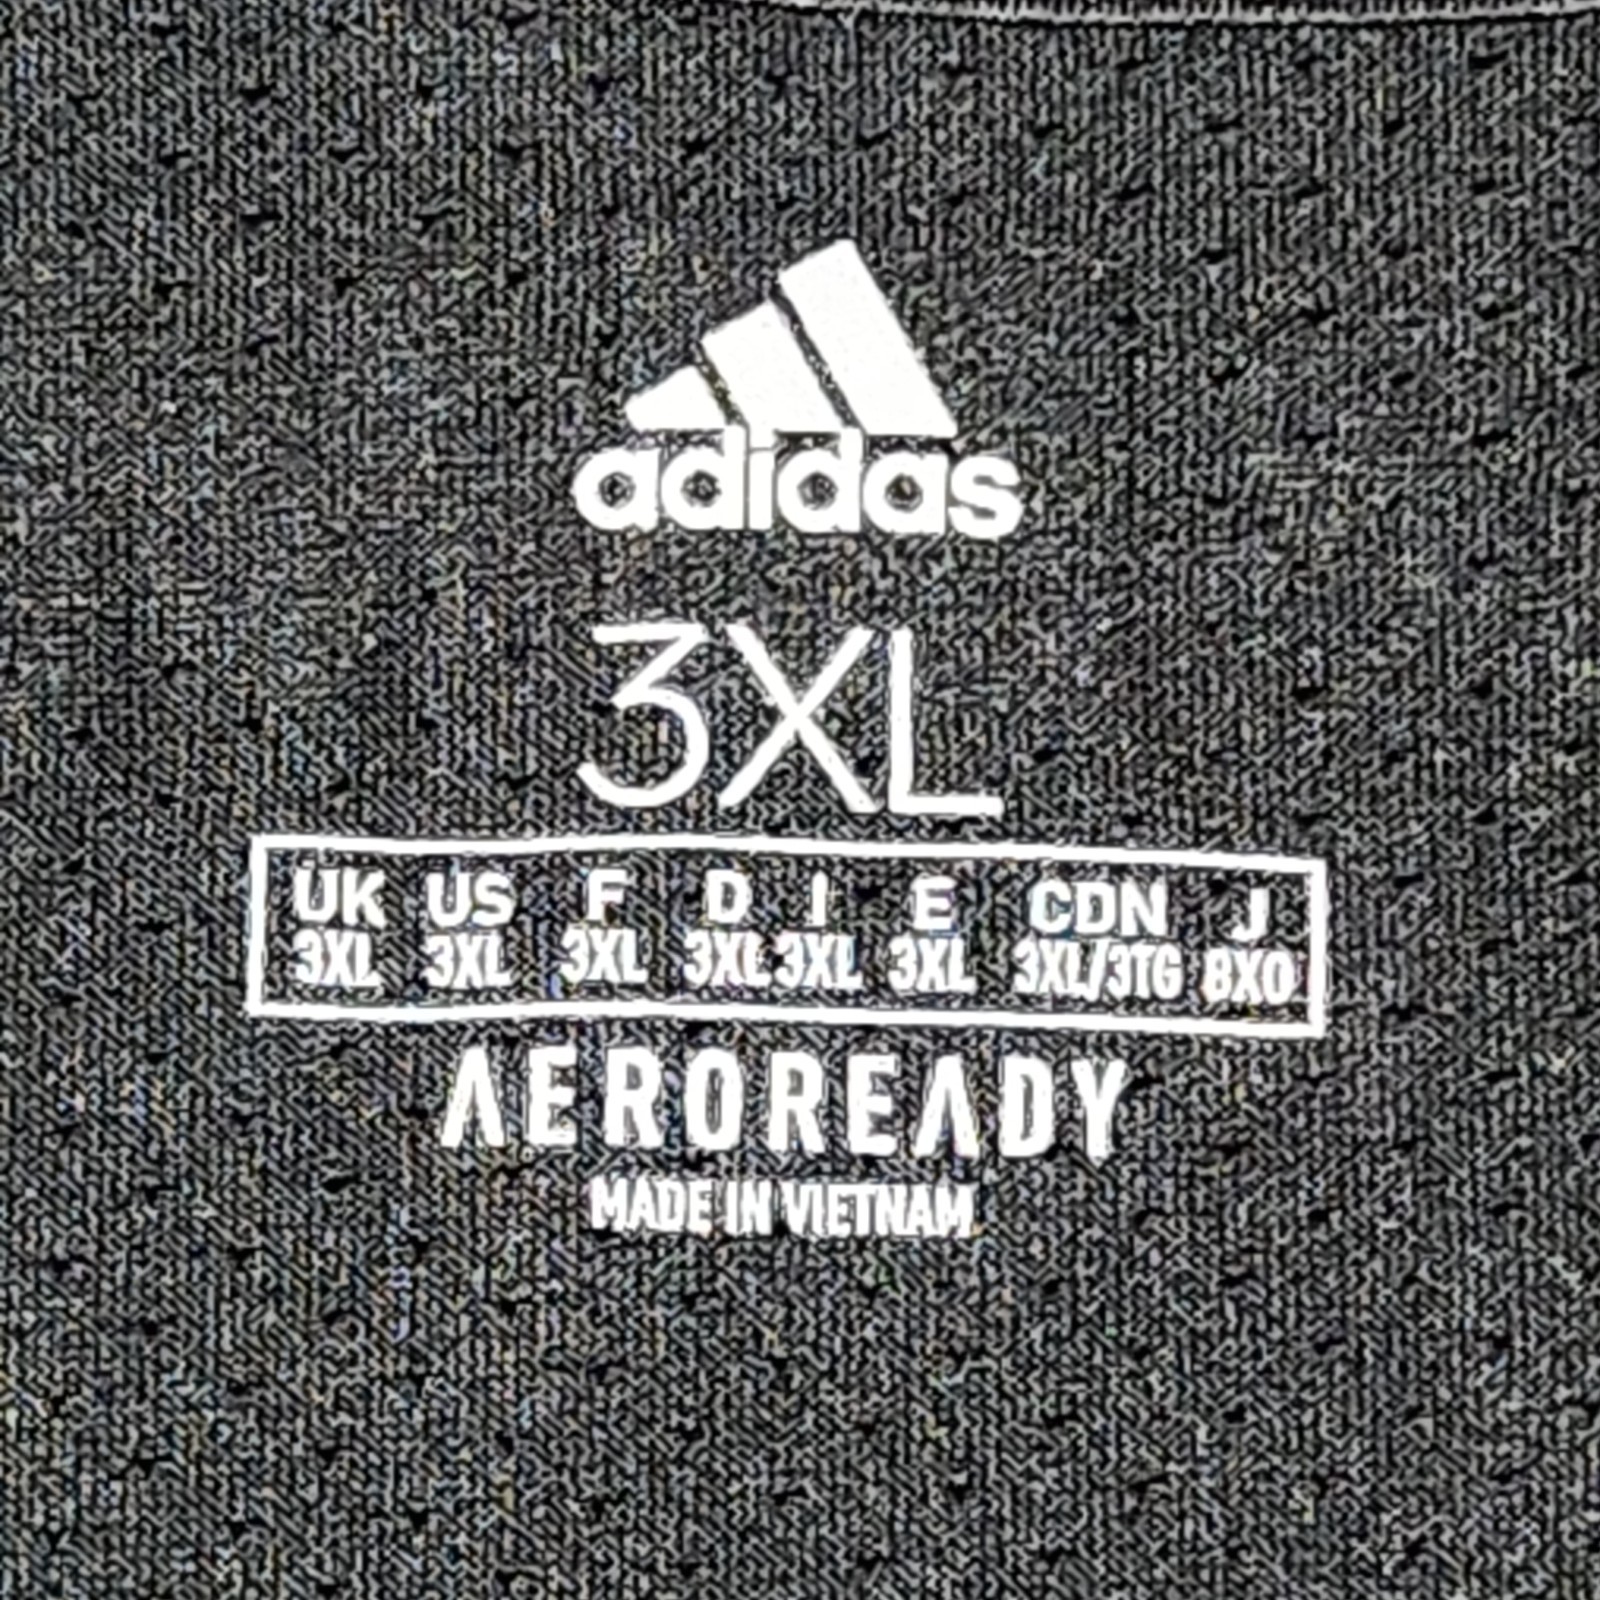 adidas
3XL
UK US F D I E CDN J
3XL 3XL 3XL 3XL 3XL 3XL 3XL/3TG 8XO
AEROREADY
MADE IN VIETNAM